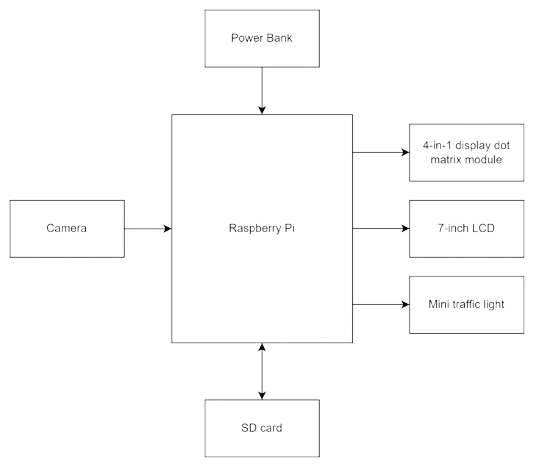 Power Bank
4-in-1 display dot
matrix module
Camera
Raspberry Pi
7-inch LCD
Mini traffic light
SD card